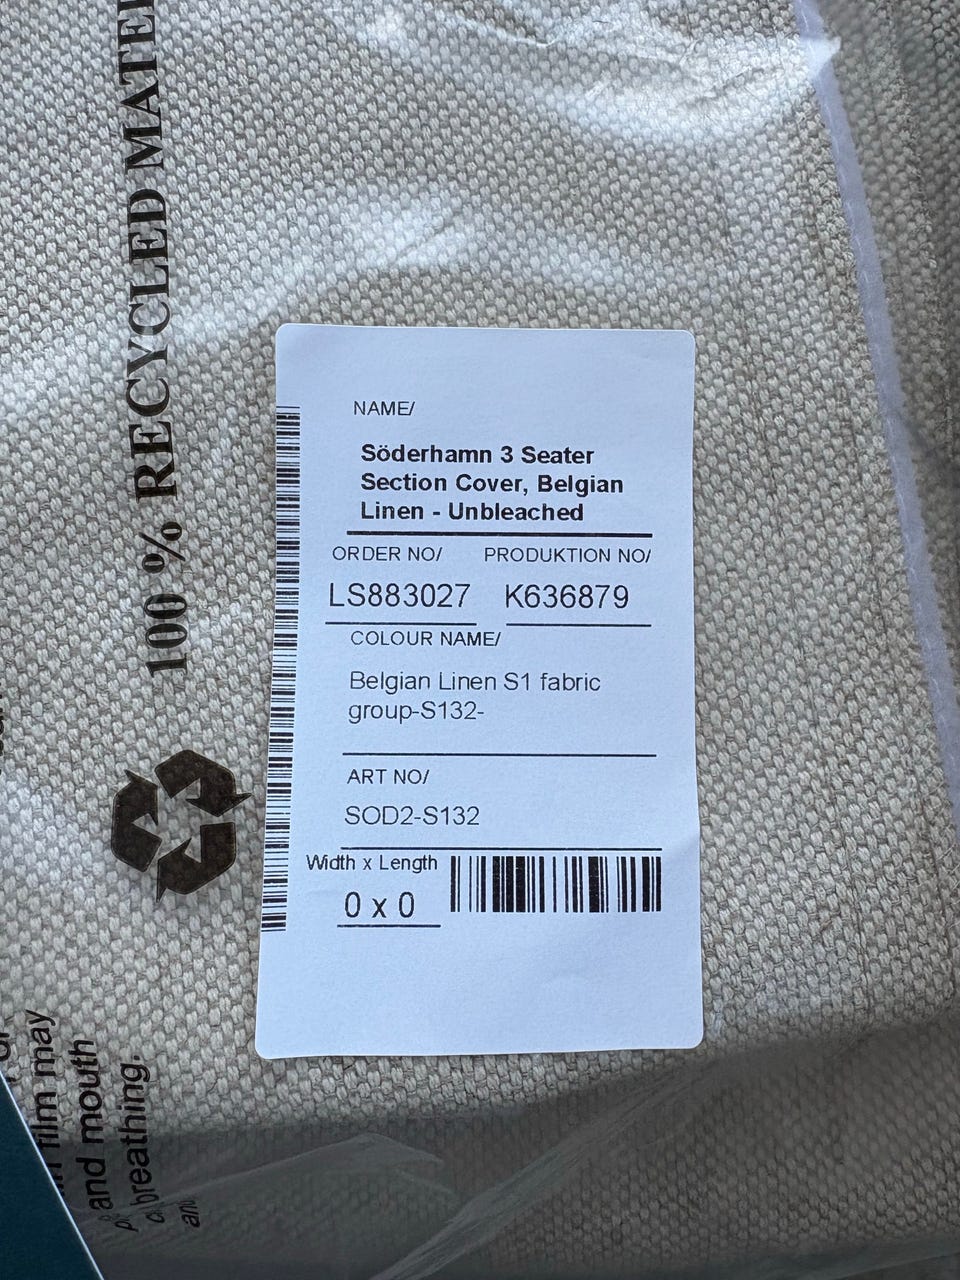 100 % RECYCLED
NAME/
Söderhamn 3 Seater
Section Cover, Belgian
Linen - Unbleached
ORDER NO/ PRODUKTION NO/
LS883027 K636879
COLOUR NAME/
Belgian Linen S1 fabric
group-S132-
ART NO/
SOD2-S132
Width x Length
0 x 0
film may
and mouth
breathing.